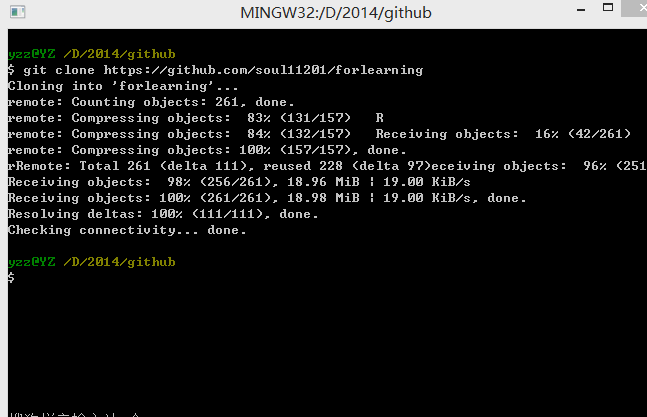 MINGW32:/D/2014/github
yzz@YZ /D/2014/github
$ git clone https://github.com/soul11201/forlearning
Cloning into 'forlearning'...
remote: Counting objects: 261, done.
remote: Compressing objects:  83% (131/157)   R
remote: Compressing objects:  84% (132/157)   Receiving objects:  16% (42/261)
remote: Compressing objects: 100% (157/157), done.
rRemote: Total 261 (delta 111), reused 228 (delta 97)eceiving objects:  96% (251
Receiving objects:  98% (256/261), 18.96 MiB ¦ 19.00 KiB/s
Receiving objects: 100% (261/261), 18.98 MiB ¦ 19.00 KiB/s, done.
Resolving deltas: 100% (111/111), done.
Checking connectivity... done.
yzz@YZ /D/2014/github
$